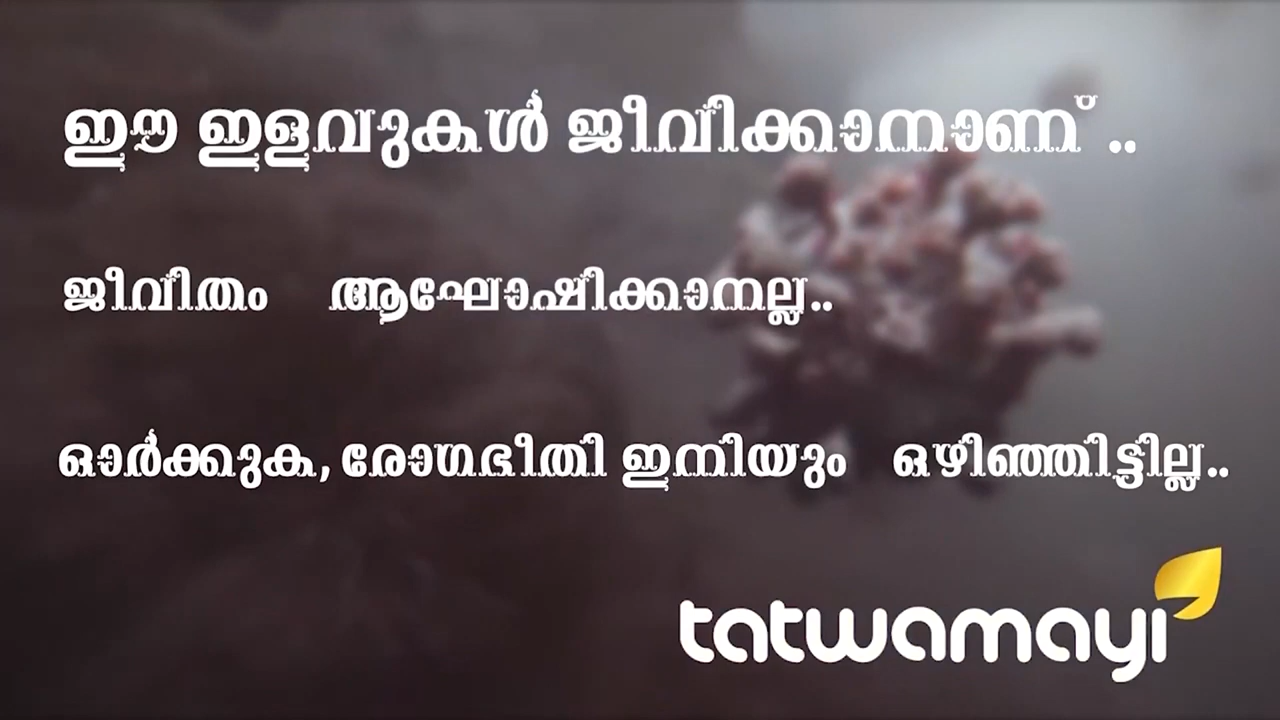 ഈ ഇളവുകൾ ജീവിക്കാനാണ് ..
ജീവിതം ആഘോഷിക്കാനല്ല..
ഓർക്കുക, രോഗഭീതി ഇനിയും ഒഴിഞ്ഞിട്ടില്ല..
tatwamayi